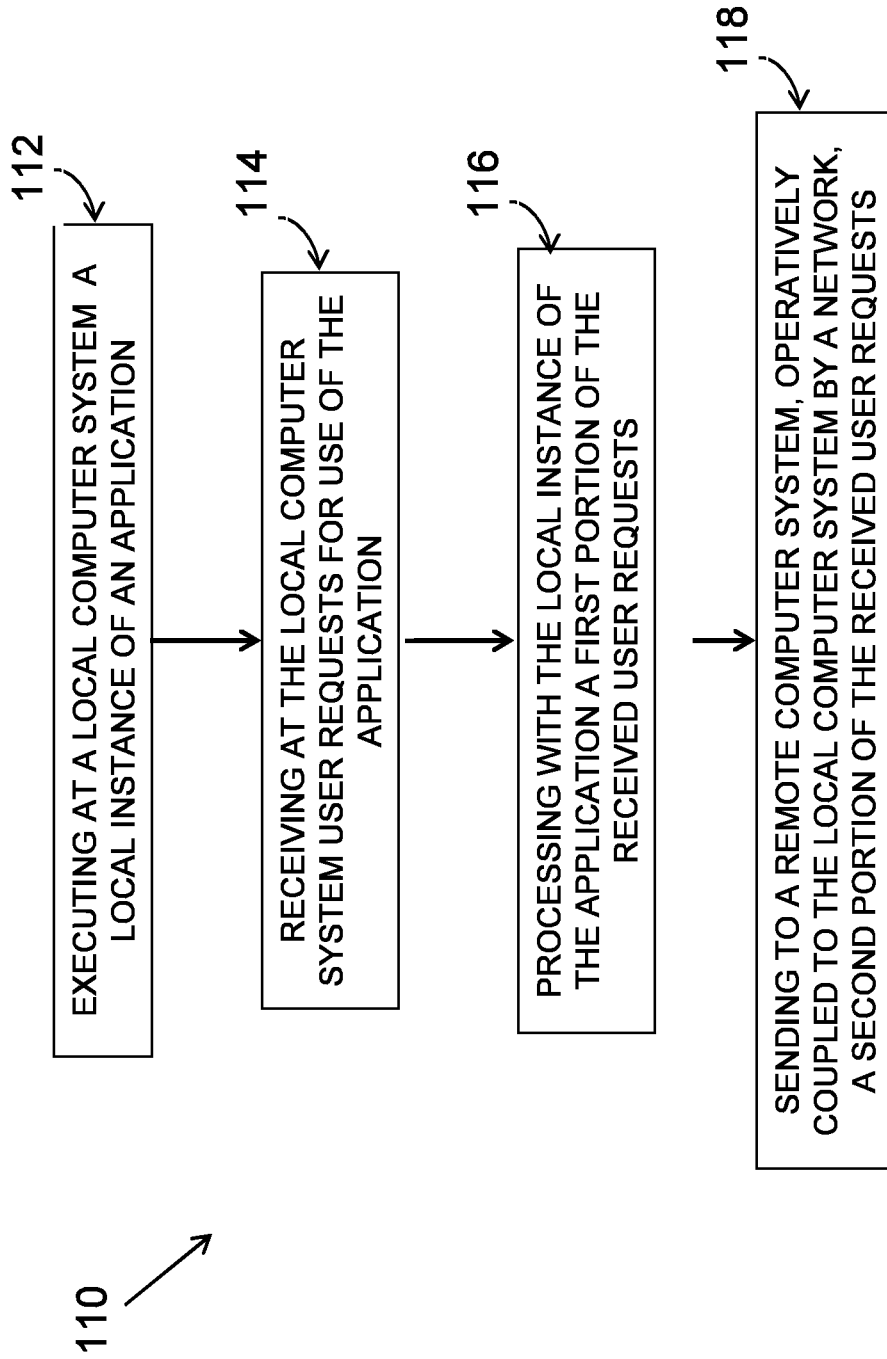 110
112
EXECUTING AT A LOCAL COMPUTER SYSTEM A
LOCAL INSTANCE OF AN APPLICATION
114
RECEIVING AT THE LOCAL COMPUTER
SYSTEM USER REQUESTS FOR USE OF THE
APPLICATION
116
PROCESSING WITH THE LOCAL INSTANCE OF
THE APPLICATION A FIRST PORTION OF THE
RECEIVED USER REQUESTS
118
SENDING TO A REMOTE COMPUTER SYSTEM, OPERATIVELY
COUPLED TO THE LOCAL COMPUTER SYSTEM BY A NETWORK,
A SECOND PORTION OF THE RECEIVED USER REQUESTS